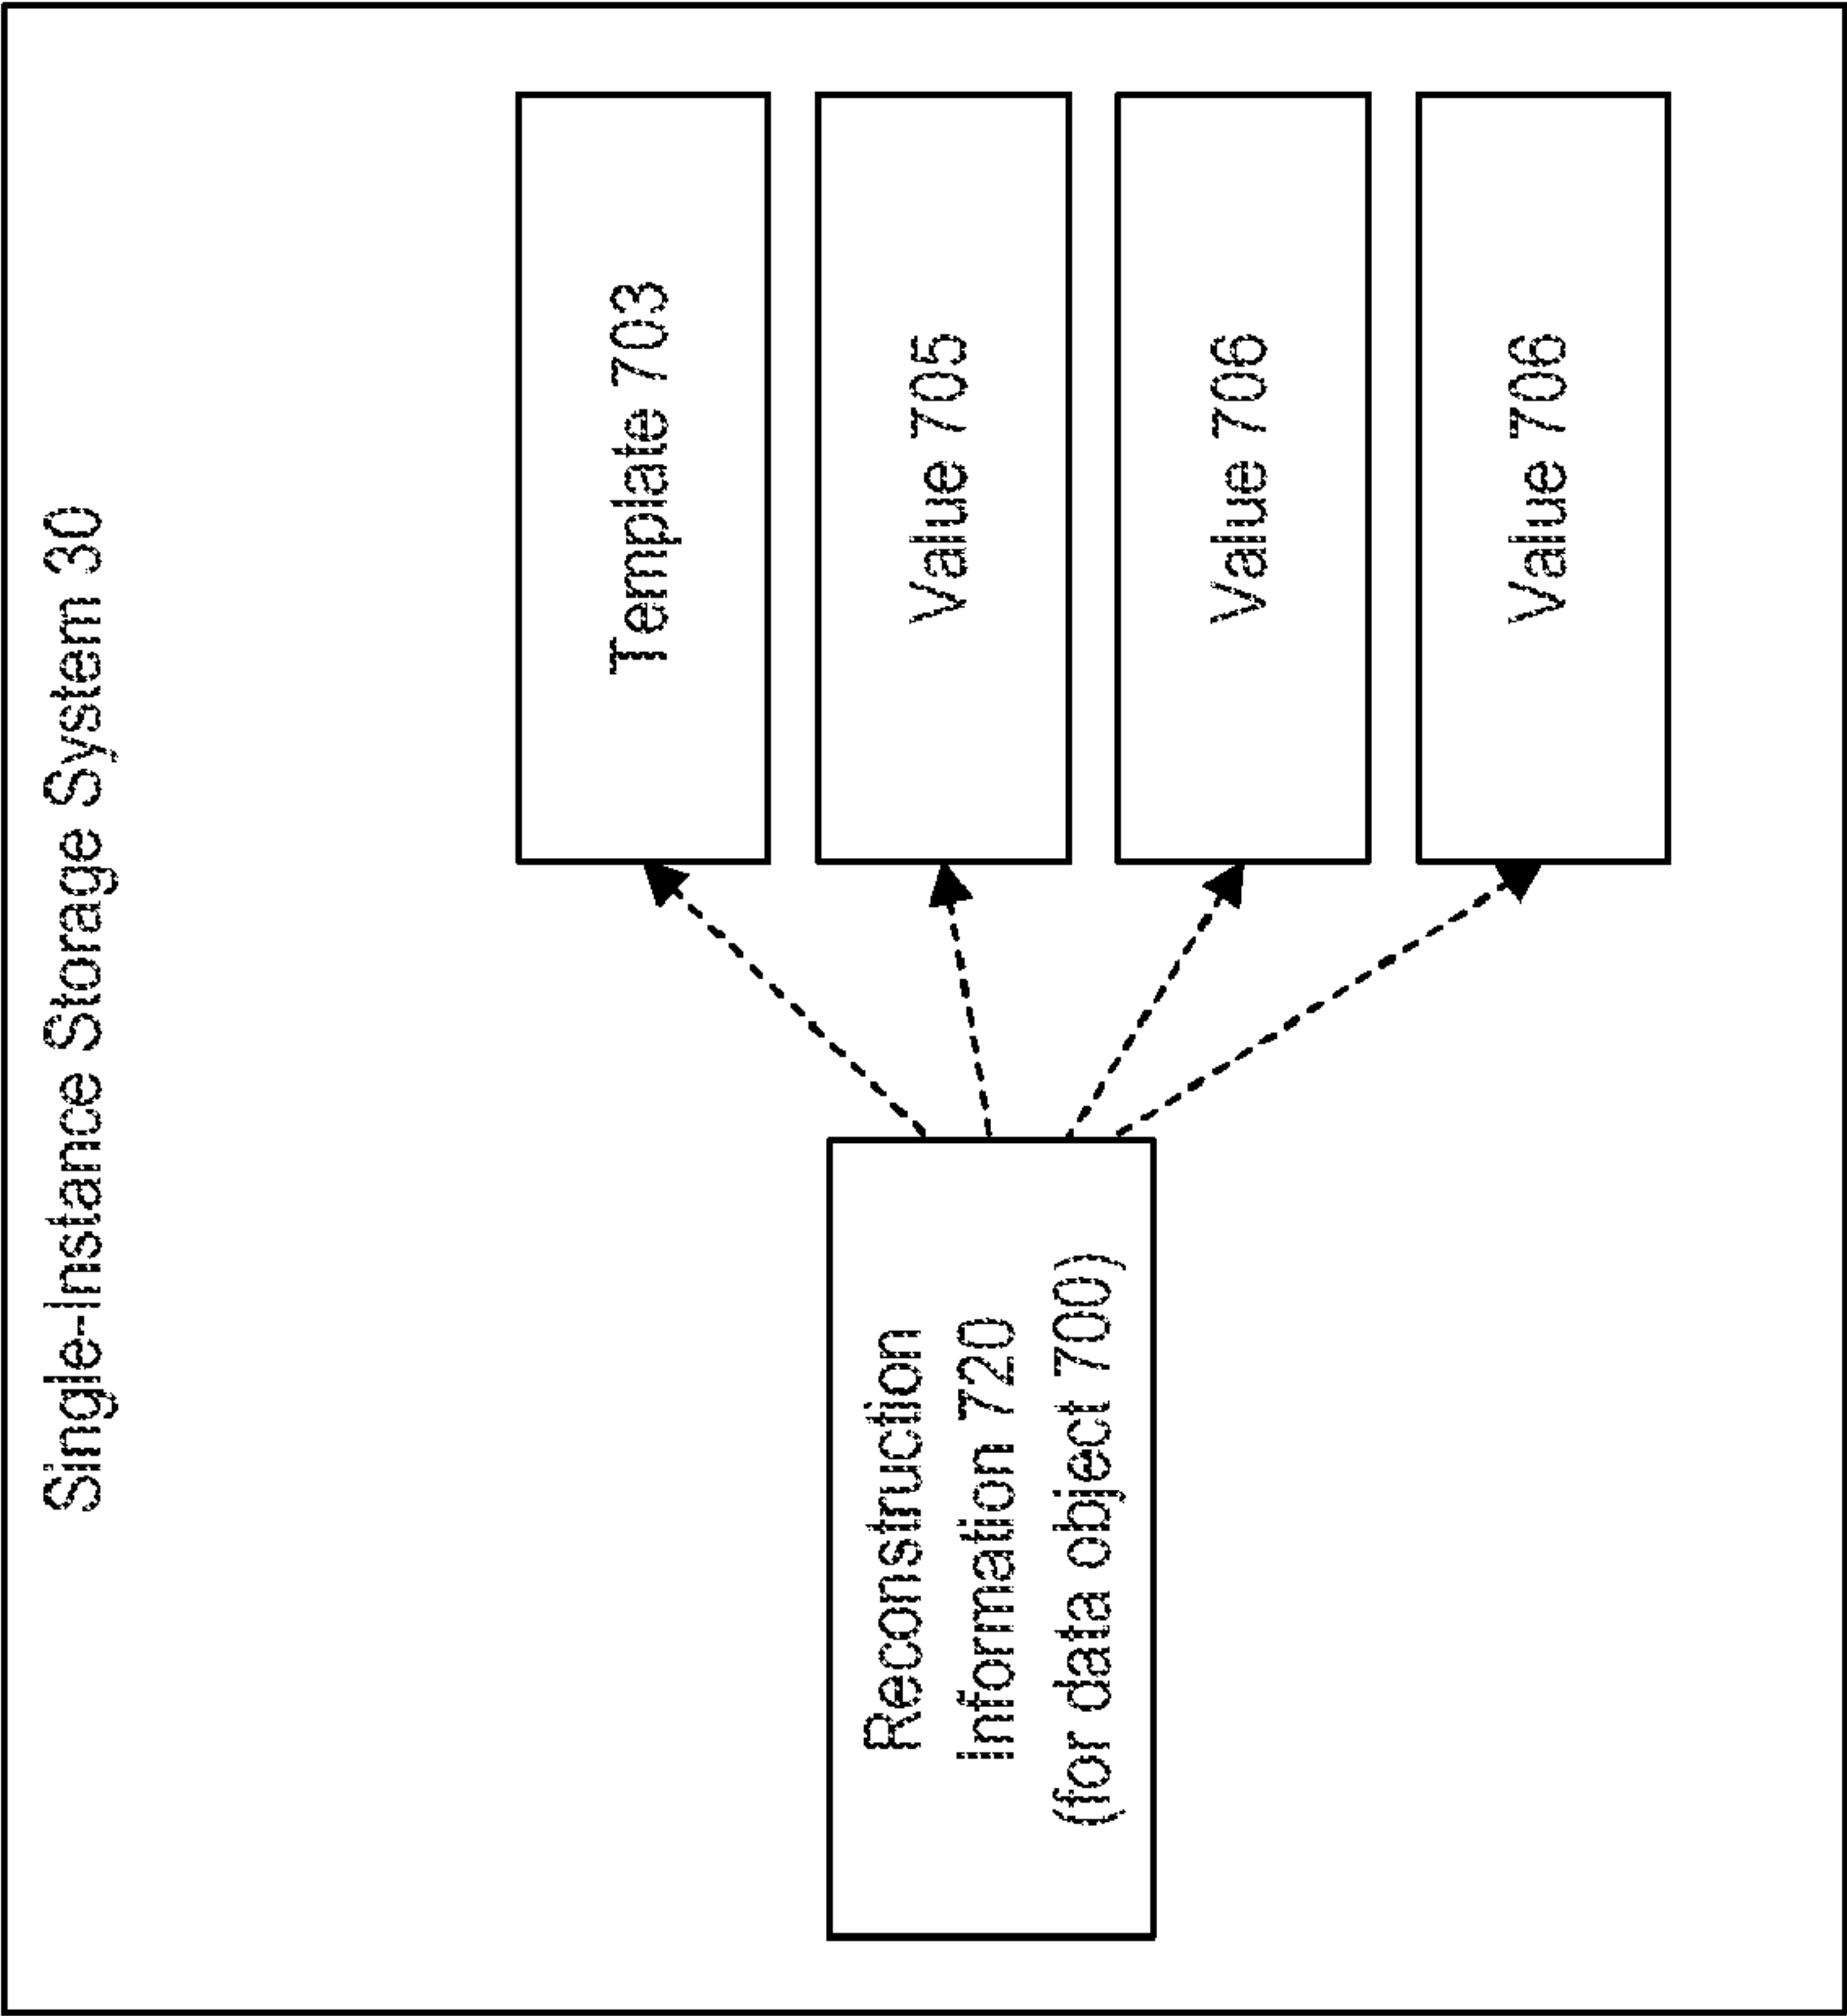 Single-Instance Storage System 30
Template 703
Value 705
Value 706
Value 706
Reconstruction
Information 720
(for data object 700)